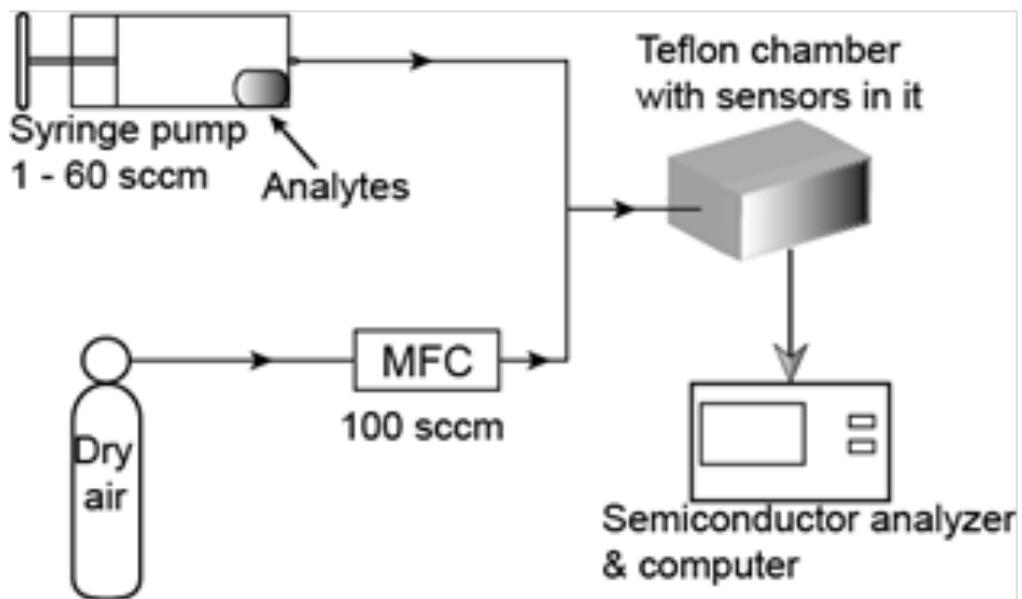 Syringe pump
1 - 60 sccm
Analytes
Teflon chamber
with sensors in it
MFC
100 sccm
Dry
air
Semiconductor analyzer
& computer